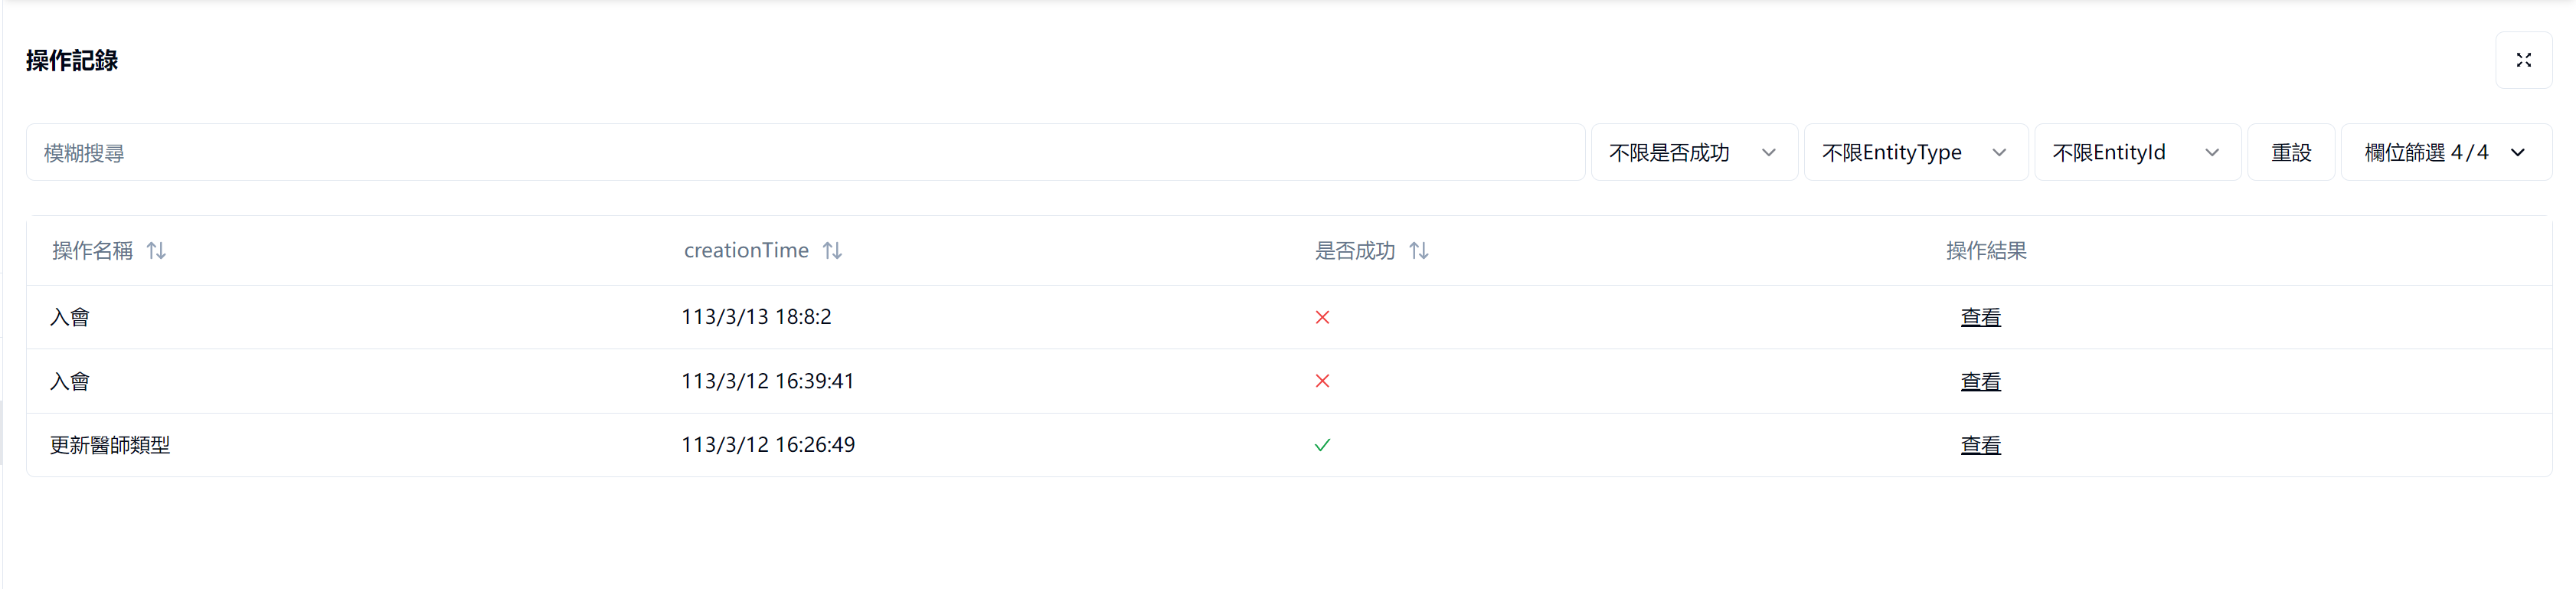 操作記錄
模糊搜尋 不限是否成功 不限EntityType 不限EntityId 重設 欄位篩選 4/4
操作名稱 creationTime 是否成功 操作結果
入會 113/3/13 18:8:2 查看
入會 113/3/12 16:39:41 查看
更新醫師類型 113/3/12 16:26:49 查看